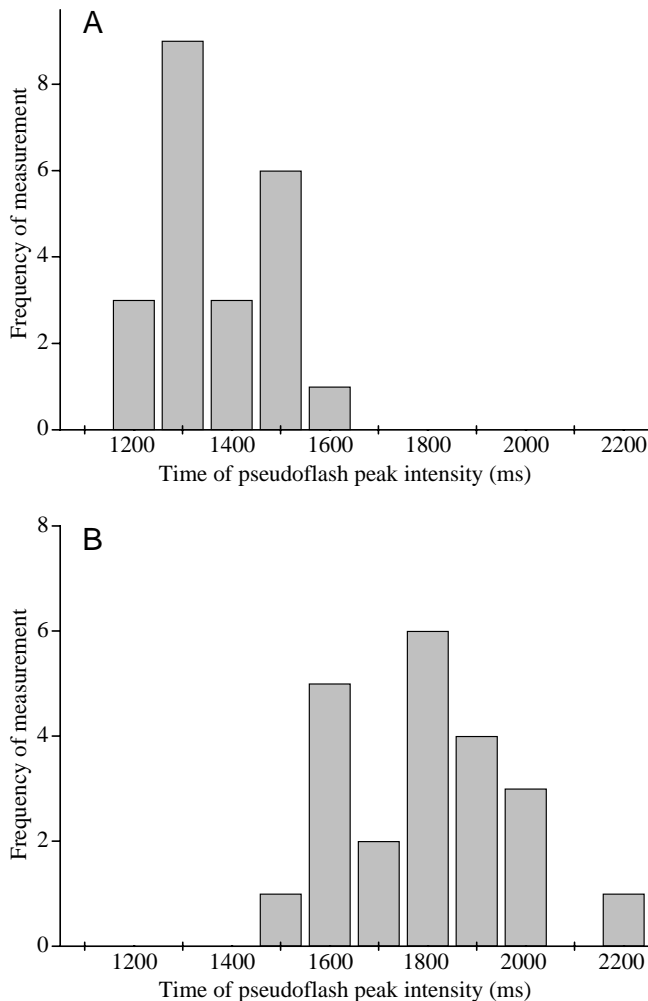 A
Frequency of measurement
8
6
4
2
0
1200 1400 1600 1800 2000 2200
Time of pseudoflash peak intensity (ms)
B
Frequency of measurement
8
6
4
2
0
1200 1400 1600 1800 2000 2200
Time of pseudoflash peak intensity (ms)